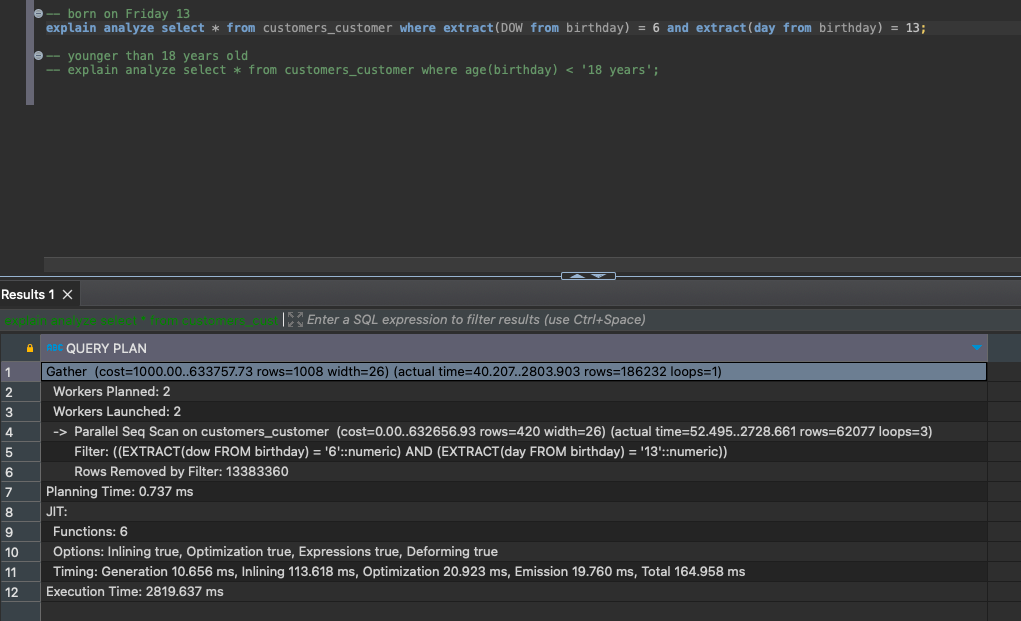 -- born on Friday 13
explain analyze select * from customers_customer where extract(DOW from birthday) = 6 and extract(day from birthday) = 13;
-- younger than 18 years old
-- explain analyze select * from customers_customer where age(birthday) < '18 years';
Results 1
explain analyze select * from customers_cust
Enter a SQL expression to filter results (use Ctrl+Space)
ABC QUERY PLAN
1 Gather (cost=1000.00..633757.73 rows=1008 width=26) (actual time=40.207..2803.903 rows=186232 loops=1)
2 Workers Planned: 2
3 Workers Launched: 2
4 -> Parallel Seq Scan on customers_customer (cost=0.00..632656.93 rows=420 width=26) (actual time=52.495..2728.661 rows=62077 loops=3)
5 Filter: ((EXTRACT(dow FROM birthday) = '6'::numeric) AND (EXTRACT(day FROM birthday) = '13'::numeric))
6 Rows Removed by Filter: 13383360
7 Planning Time: 0.737 ms
8 JIT:
9 Functions: 6
10 Options: Inlining true, Optimization true, Expressions true, Deforming true
11 Timing: Generation 10.656 ms, Inlining 113.618 ms, Optimization 20.923 ms, Emission 19.760 ms, Total 164.958 ms
12 Execution Time: 2819.637 ms